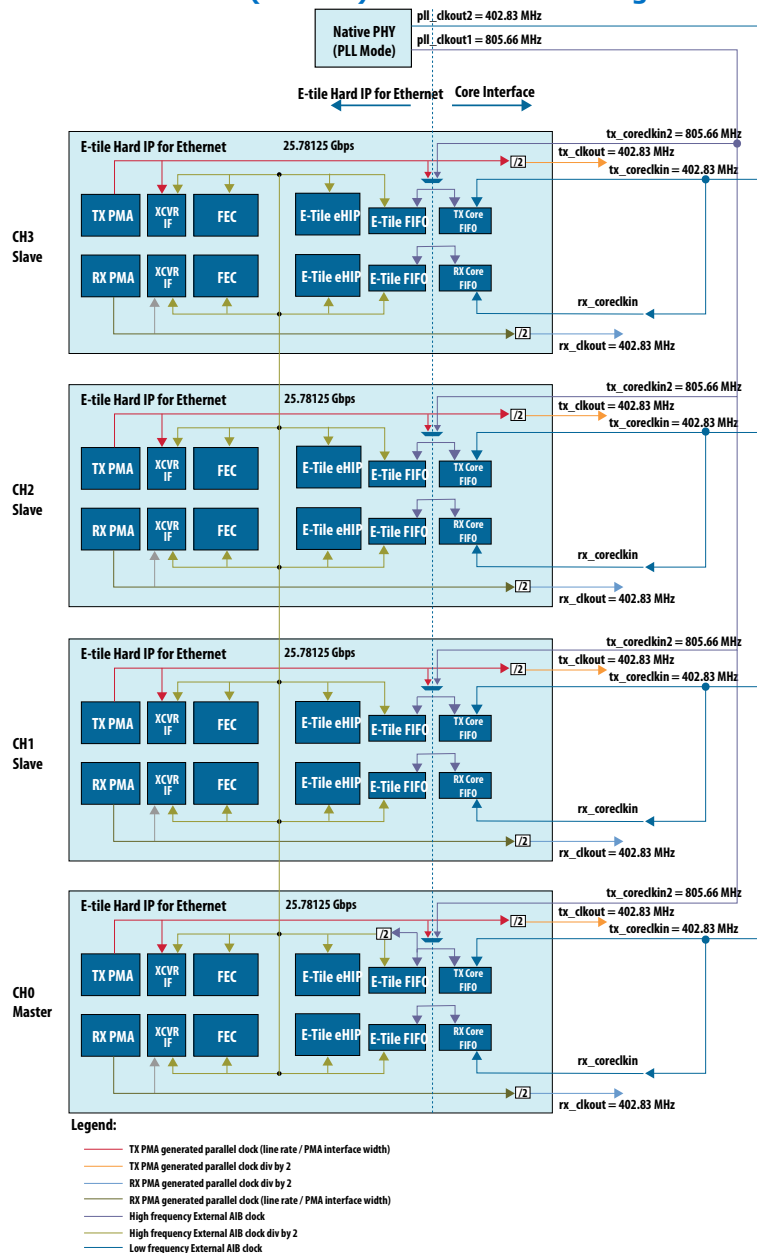 pll_clkout2 = 402.83 MHz
Native PHY
(PLL Mode)
pll_clkout1 = 805.66 MHz
E-tile Hard IP for Ethernet
Core Interface
tx_coreclkin2 = 805.66 MHz
E-tile Hard IP for Ethernet
25.78125 Gbps
/2
tx_clkout = 402.83 MHz
tx_coreclkin = 402.83 MHz
CH3
Slave
TX PMA
XCVR
IF
FEC
E-Tile eHIP
E-Tile FIFO
TX Core
FIFO
RX PMA
XCVR
IF
FEC
E-Tile eHIP
E-Tile FIFO
RX Core
FIFO
rx_coreclkin
/2
rx_clkout = 402.83 MHz
tx_coreclkin2 = 805.66 MHz
E-tile Hard IP for Ethernet
25.78125 Gbps
/2
tx_clkout = 402.83 MHz
tx_coreclkin = 402.83 MHz
CH2
Slave
TX PMA
XCVR
IF
FEC
E-Tile eHIP
E-Tile FIFO
TX Core
FIFO
RX PMA
XCVR
IF
FEC
E-Tile eHIP
E-Tile FIFO
RX Core
FIFO
rx_coreclkin
/2
rx_clkout = 402.83 MHz
tx_coreclkin2 = 805.66 MHz
E-tile Hard IP for Ethernet
25.78125 Gbps
/2
tx_clkout = 402.83 MHz
tx_coreclkin = 402.83 MHz
CH1
Slave
TX PMA
XCVR
IF
FEC
E-Tile eHIP
E-Tile FIFO
TX Core
FIFO
RX PMA
XCVR
IF
FEC
E-Tile eHIP
E-Tile FIFO
RX Core
FIFO
rx_coreclkin
/2
rx_clkout = 402.83 MHz
tx_coreclkin2 = 805.66 MHz
E-tile Hard IP for Ethernet
25.78125 Gbps
/2
tx_clkout = 402.83 MHz
tx_coreclkin = 402.83 MHz
/2
CH0
Master
TX PMA
XCVR
IF
FEC
E-Tile eHIP
E-Tile FIFO
TX Core
FIFO
RX PMA
XCVR
IF
FEC
E-Tile eHIP
E-Tile FIFO
RX Core
FIFO
rx_coreclkin
/2
rx_clkout = 402.83 MHz
Legend:
TX PMA generated parallel clock (line rate / PMA interface width)
TX PMA generated parallel clock div by 2
RX PMA generated parallel clock div by 2
RX PMA generated parallel clock (line rate / PMA interface width)
High frequency External AIB clock
High frequency External AIB clock div by 2
Low frequency External AIB clock